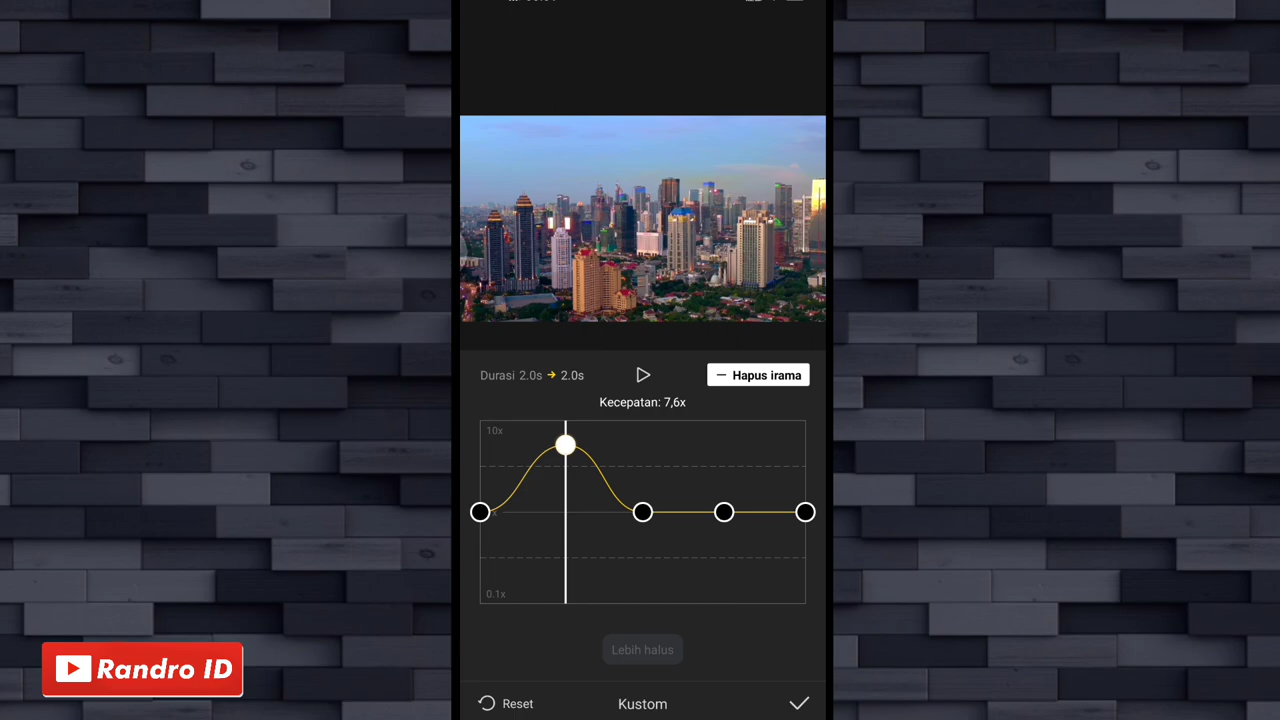 Durasi 2.0s → 2.0s
Hapus irama
Kecepatan: 7,6x
10x
x
0.1x
Lebih halus
Randro ID
Reset
Kustom